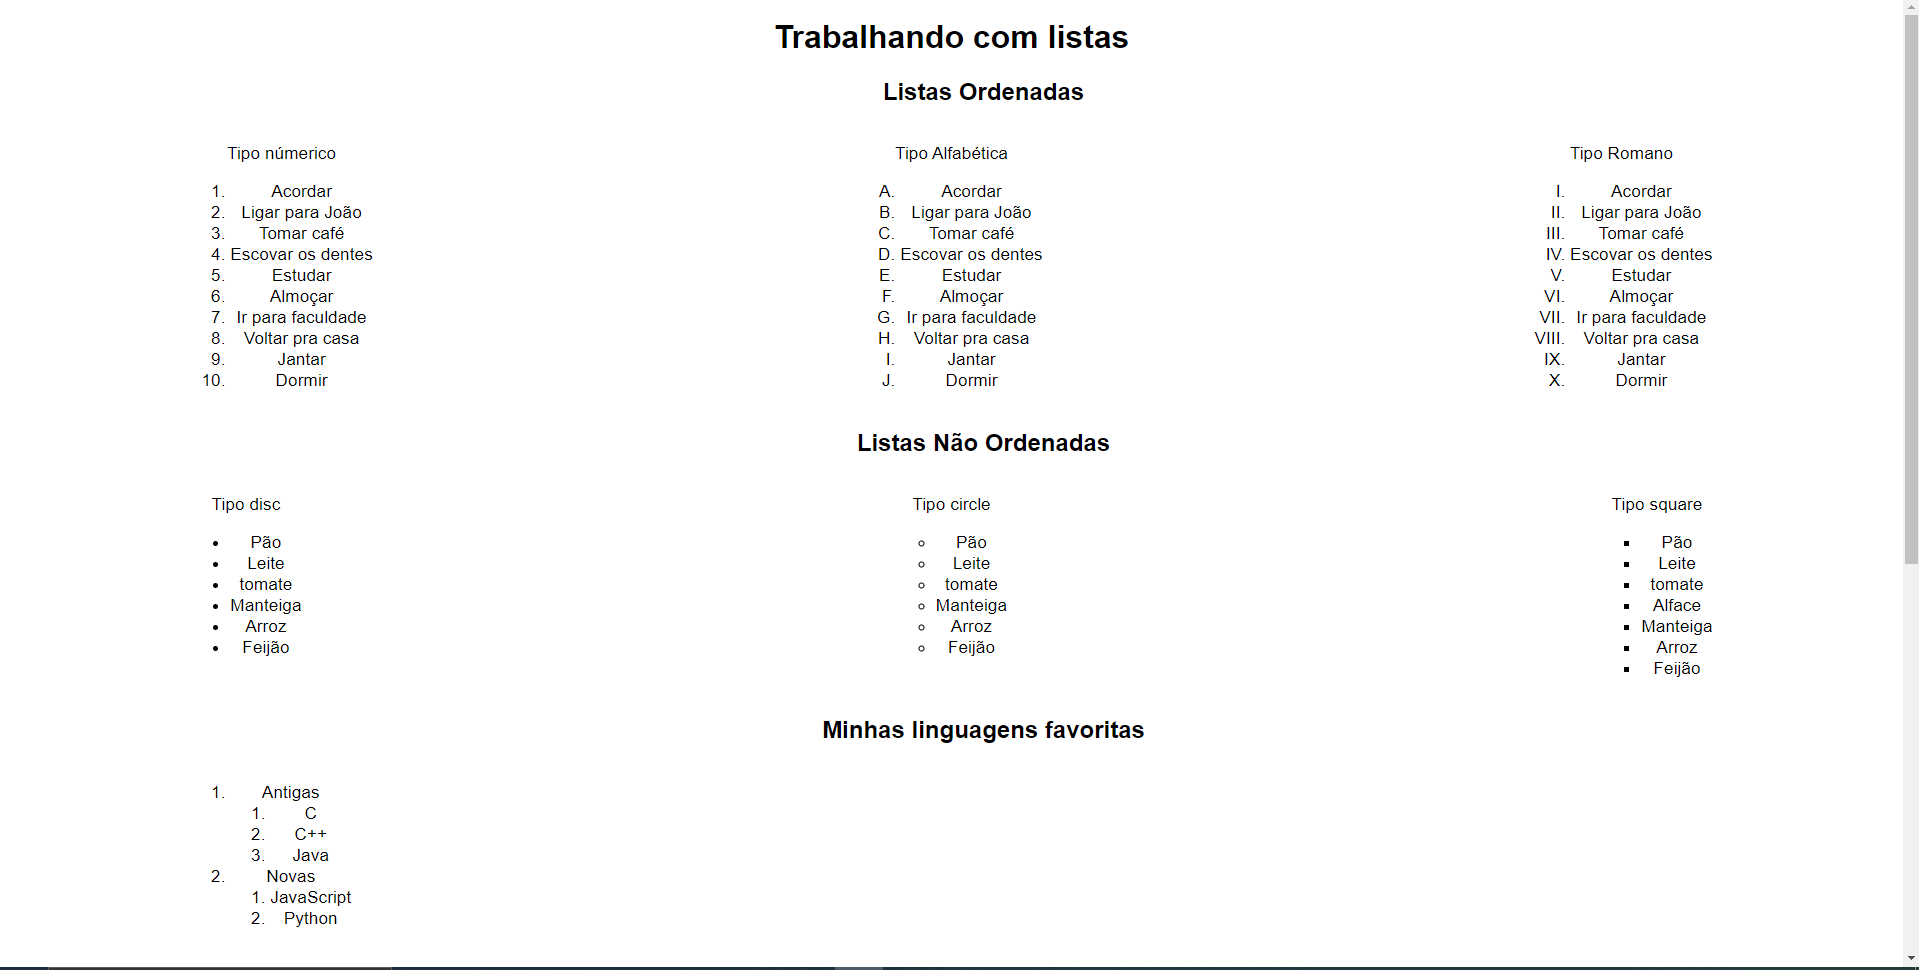 Trabalhando com listas
Listas Ordenadas
Tipo númerico
1. Acordar
2. Ligar para João
3. Tomar café
4. Escovar os dentes
5. Estudar
6. Almoçar
7. Ir para faculdade
8. Voltar pra casa
9. Jantar
10. Dormir
Tipo Alfabética
A. Acordar
B. Ligar para João
C. Tomar café
D. Escovar os dentes
E. Estudar
F. Almoçar
G. Ir para faculdade
H. Voltar pra casa
I. Jantar
J. Dormir
Tipo Romano
I. Acordar
II. Ligar para João
III. Tomar café
IV. Escovar os dentes
V. Estudar
VI. Almoçar
VII. Ir para faculdade
VIII. Voltar pra casa
IX. Jantar
X. Dormir
Listas Não Ordenadas
Tipo disc
• Pão
• Leite
• tomate
• Manteiga
• Arroz
• Feijão
Tipo circle
◦ Pão
◦ Leite
◦ tomate
◦ Manteiga
◦ Arroz
◦ Feijão
Tipo square
▪ Pão
▪ Leite
▪ tomate
▪ Alface
▪ Manteiga
▪ Arroz
▪ Feijão
Minhas linguagens favoritas
1. Antigas
1. C
2. C++
3. Java
2. Novas
1. JavaScript
2. Python